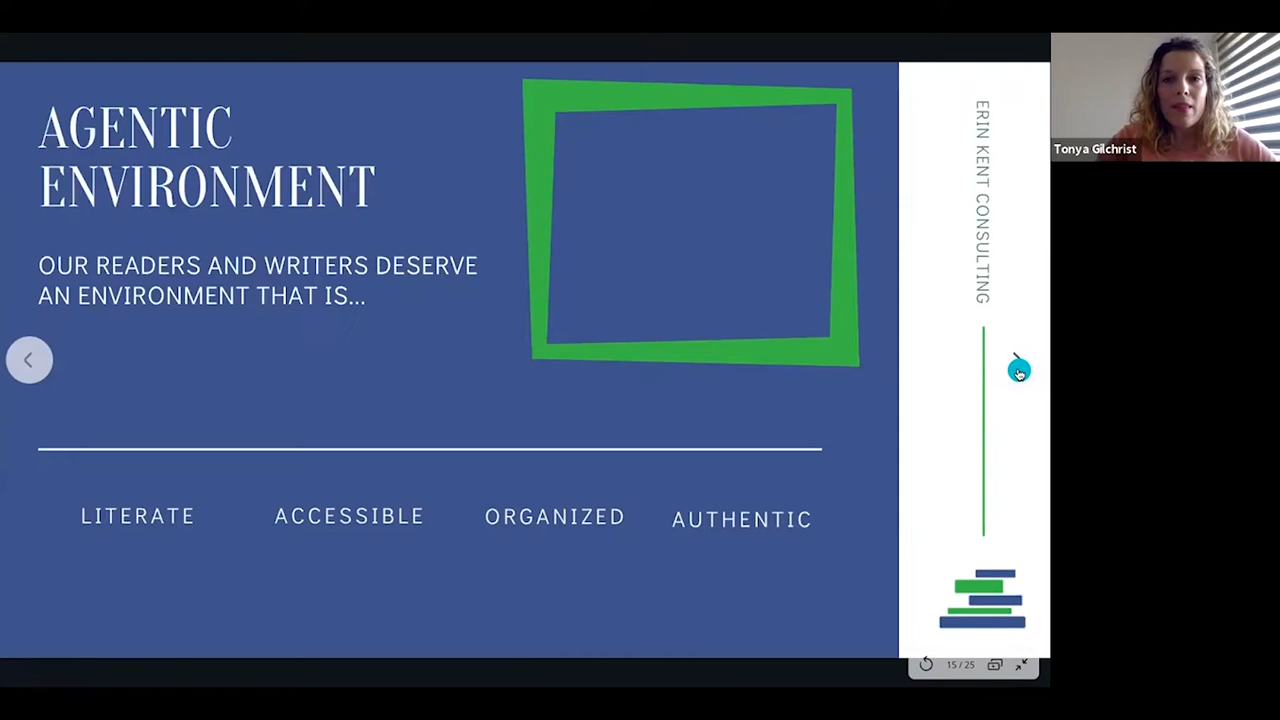 AGENTIC
ENVIRONMENT
OUR READERS AND WRITERS DESERVE
AN ENVIRONMENT THAT IS...
LITERATE
ACCESSIBLE
ORGANIZED
AUTHENTIC
ERIN KENT CONSULTING
15 / 25
Tonya Gilchrist